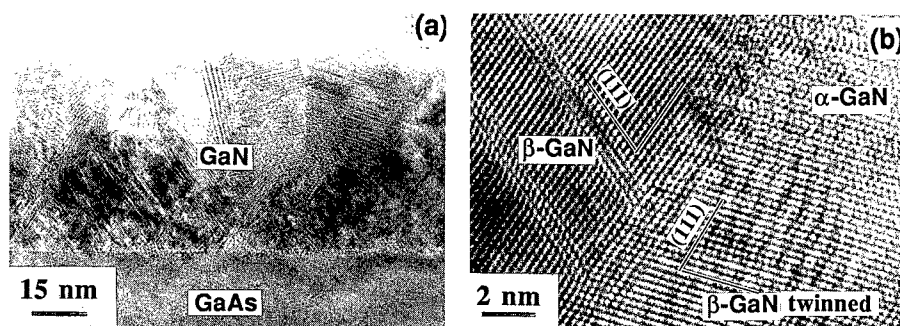 (a)
GaN
15 nm
GaAs
(b)
(111)
α-GaN
β-GaN
(111)
2 nm
β-GaN twinned